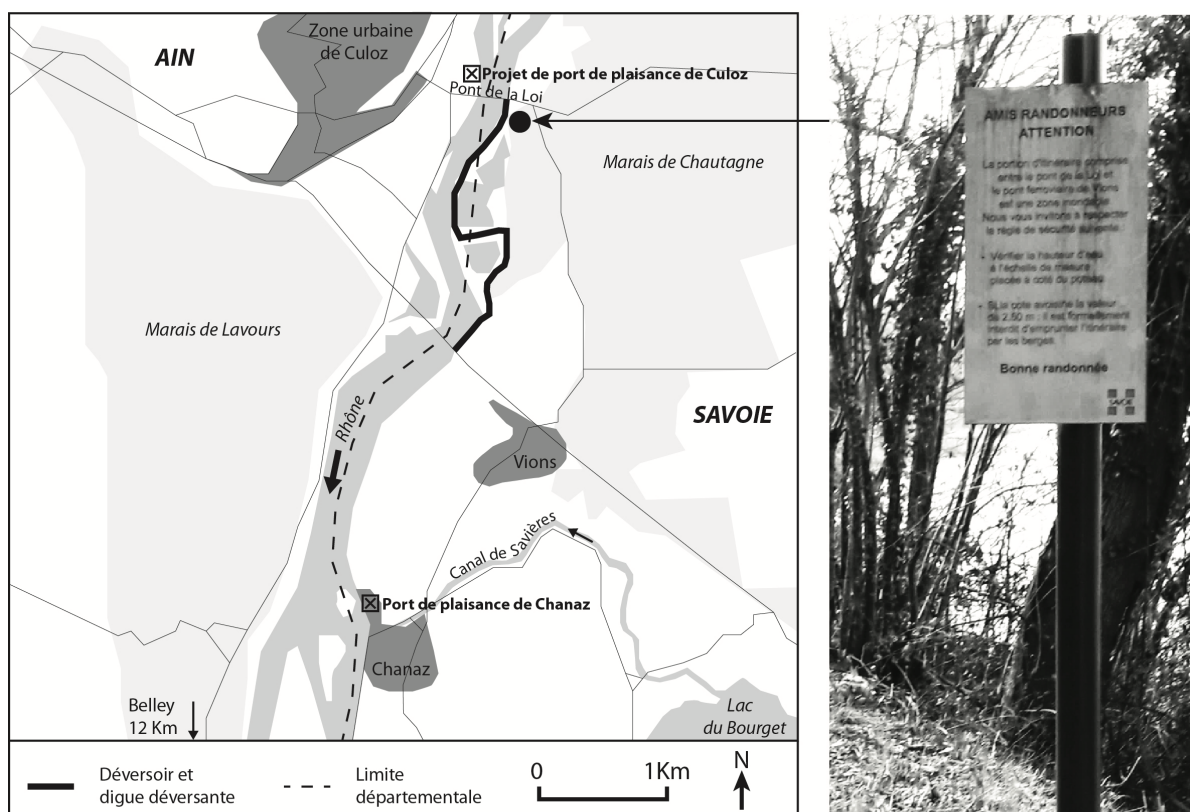 Zone urbaine
de Culoz
AIN
Projet de port de plaisance de Culoz
Pont de la Loi
Marais de Chautagne
Marais de Lavours
SAVOIE
Rhône
Vions
Canal de Savières
Port de plaisance de Chanaz
Chanaz
Belley
12 Km
Lac
du Bourget
Déversoir et
digue déversante
Limite
départementale
0 1Km
N
AMIS RANDONNEURS
ATTENTION
La portion d'itinéraire comprise
entre le pont de la Loi et
le pont ferroviaire de Vions
est une zone inondable
Nous vous invitons à respecter
la règle de sécurité suivante :
- Vérifier la hauteur d'eau
à l'échelle de mesure
placée à coté du poteau
- Si la cote avoisine la valeur
de 2.50 m : il est formellement
interdit d'emprunter l'itinéraire
par les berges.
Bonne randonnée
SAVOIE